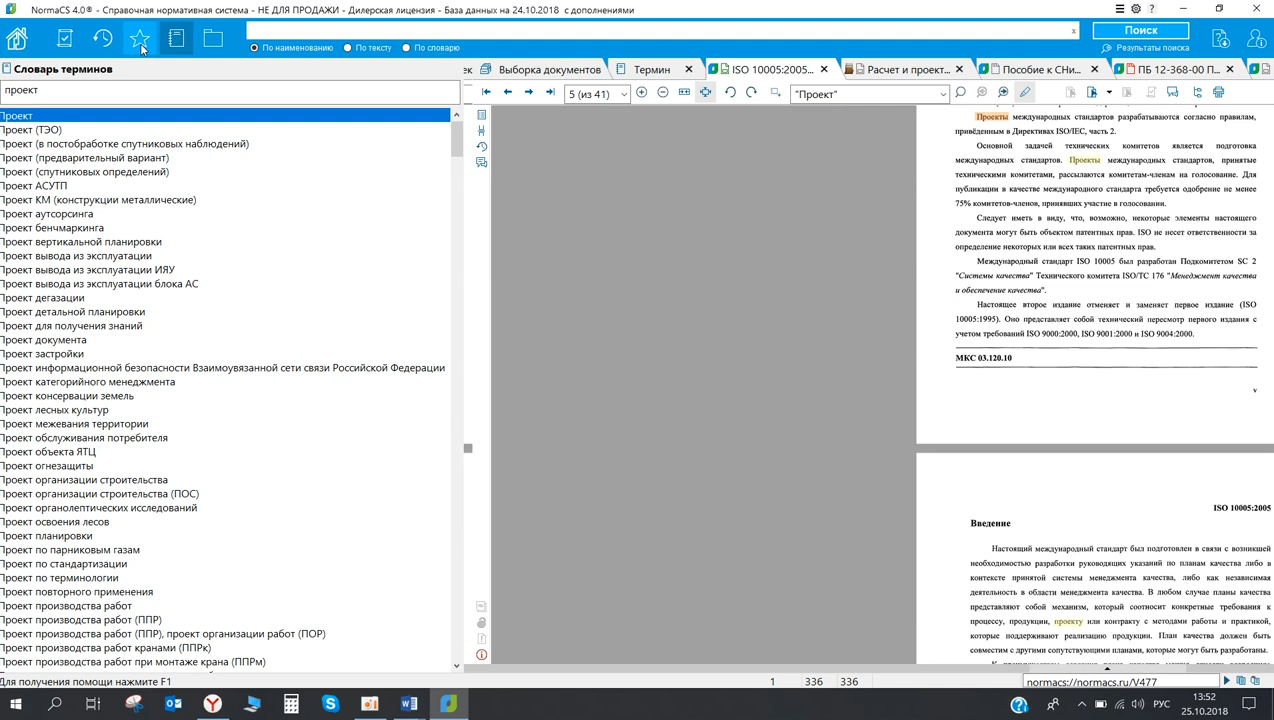 NormaCS 4.0® - Справочная нормативная система - НЕ ДЛЯ ПРОДАЖИ - Дилерская лицензия - База данных на 24.10.2018 с дополнениями
x
Поиск
По наименованию
По тексту
По словарю
Результаты поиска
Словарь терминов
ек
Выборка документов
Термин
ISO 10005:2005...
Расчет и проект...
Пособие к СНи...
ПБ 12-368-00 П...
проект
5 (из 41)
"Проект"
Проект
Проект (ТЭО)
Проект (в постобработке спутниковых наблюдений)
Проект (предварительный вариант)
Проект (спутниковых определений)
Проект АСУТП
Проект КМ (конструкции металлические)
Проект аутсорсинга
Проект бенчмаркинга
Проект вертикальной планировки
Проект вывода из эксплуатации
Проект вывода из эксплуатации ИЯУ
Проект вывода из эксплуатации блока АС
Проект дегазации
Проект детальной планировки
Проект для получения знаний
Проект документа
Проект застройки
Проект информационной безопасности Взаимоувязанной сети связи Российской Федерации
Проект категорийного менеджмента
Проект консервации земель
Проект лесных культур
Проект межевания территории
Проект обслуживания потребителя
Проект объекта ЯТЦ
Проект огнезащиты
Проект организации строительства
Проект организации строительства (ПОС)
Проект органолептических исследований
Проект освоения лесов
Проект планировки
Проект по парниковым газам
Проект по стандартизации
Проект по терминологии
Проект повторного применения
Проект производства работ
Проект производства работ (ППР)
Проект производства работ (ППР), проект организации работ (ПОР)
Проект производства работ кранами (ППРк)
Проект производства работ при монтаже крана (ППРм)
Проекты международных стандартов разрабатываются согласно правилам,
приведённым в Директивах ISO/IEC, часть 2.
Основной задачей технических комитетов является подготовка
международных стандартов. Проекты международных стандартов, принятые
техническими комитетами, рассылаются комитетам-членам на голосование. Для
публикации в качестве международного стандарта требуется одобрение не менее
75% комитетов-членов, принявших участие в голосовании.
Следует иметь в виду, что, возможно, некоторые элементы настоящего
документа могут быть объектом патентных прав. ISO не несет ответственности за
определение некоторых или всех таких патентных прав.
Международный стандарт ISO 10005 был разработан Подкомитетом SC 2
"Системы качества" Технического комитета ISO/TC 176 "Менеджмент качества
и обеспечение качества".
Настоящее второе издание отменяет и заменяет первое издание (ISO
10005:1995). Оно представляет собой технический пересмотр первого издания с
учетом требований ISO 9000:2000, ISO 9001:2000 и ISO 9004:2000.
МКС 03.120.10
v
ISO 10005:2005
Введение
Настоящий международный стандарт был подготовлен в связи с возникшей
необходимостью разработки руководящих указаний по планам качества либо в
контексте принятой системы менеджмента качества, либо как независимая
деятельность в области менеджмента качества. В любом случае планы качества
представляют собой механизм, который соотносит конкретные требования к
процессу, продукции, проекту или контракту с методами работы и практикой,
которые поддерживают реализацию продукции. План качества должен быть
совместим с другими сопутствующими планами, которые могут быть разработаны.
Для получения помощи нажмите F1
1
336
336
normacs://normacs.ru/V477
РУС
13:52
25.10.2018